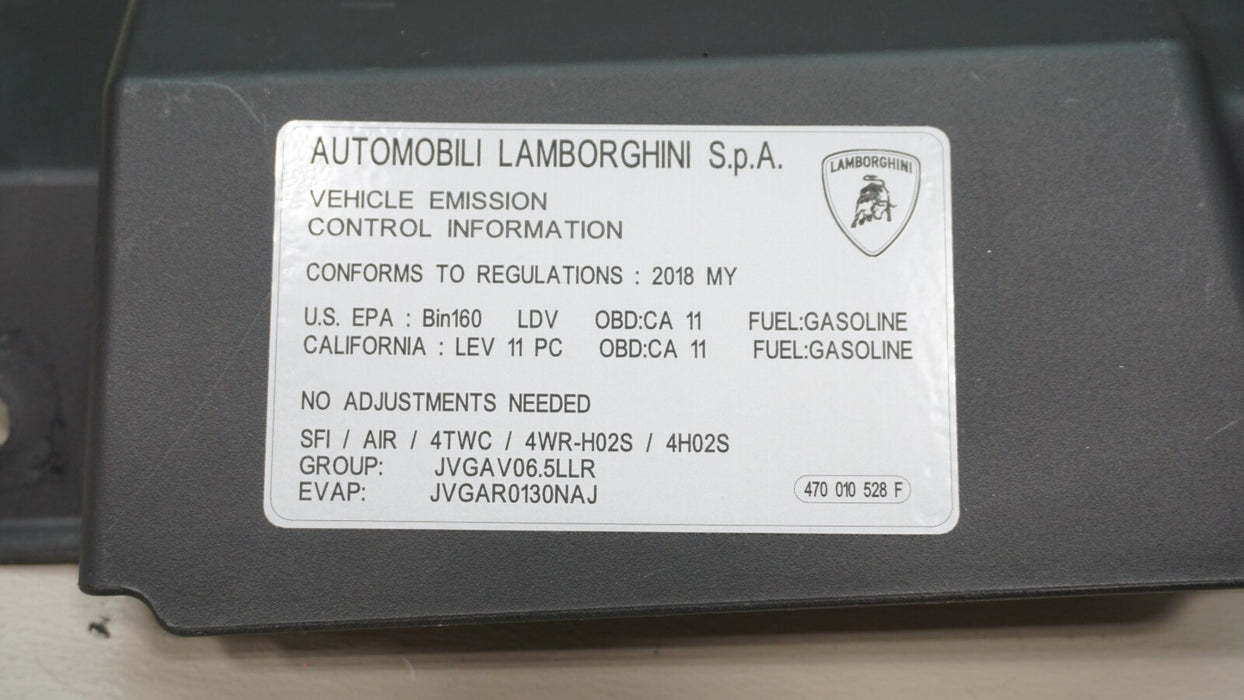 AUTOMOBILI LAMBORGHINI S.p.A.
LAMBORGHINI
VEHICLE EMISSION
CONTROL INFORMATION
CONFORMS TO REGULATIONS : 2018 MY
U.S. EPA : Bin160 LDV OBD:CA 11 FUEL:GASOLINE
CALIFORNIA : LEV 11 PC OBD:CA 11 FUEL:GASOLINE
NO ADJUSTMENTS NEEDED
SFI / AIR / 4TWC / 4WR-H02S / 4H02S
GROUP: JVGAV06.5LLR
EVAP: JVGAR0130NAJ
470 010 528 F